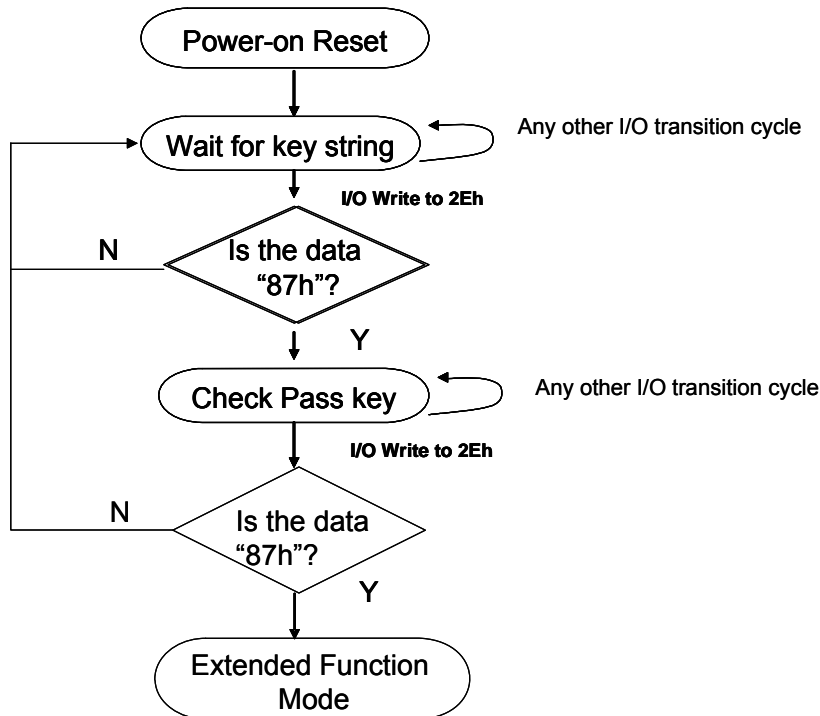 Power-on Reset
Wait for key string
Any other I/O transition cycle
I/O Write to 2Eh
N
Is the data
“87h”?
Y
Check Pass key
Any other I/O transition cycle
I/O Write to 2Eh
N
Is the data
“87h”?
Y
Extended Function
Mode